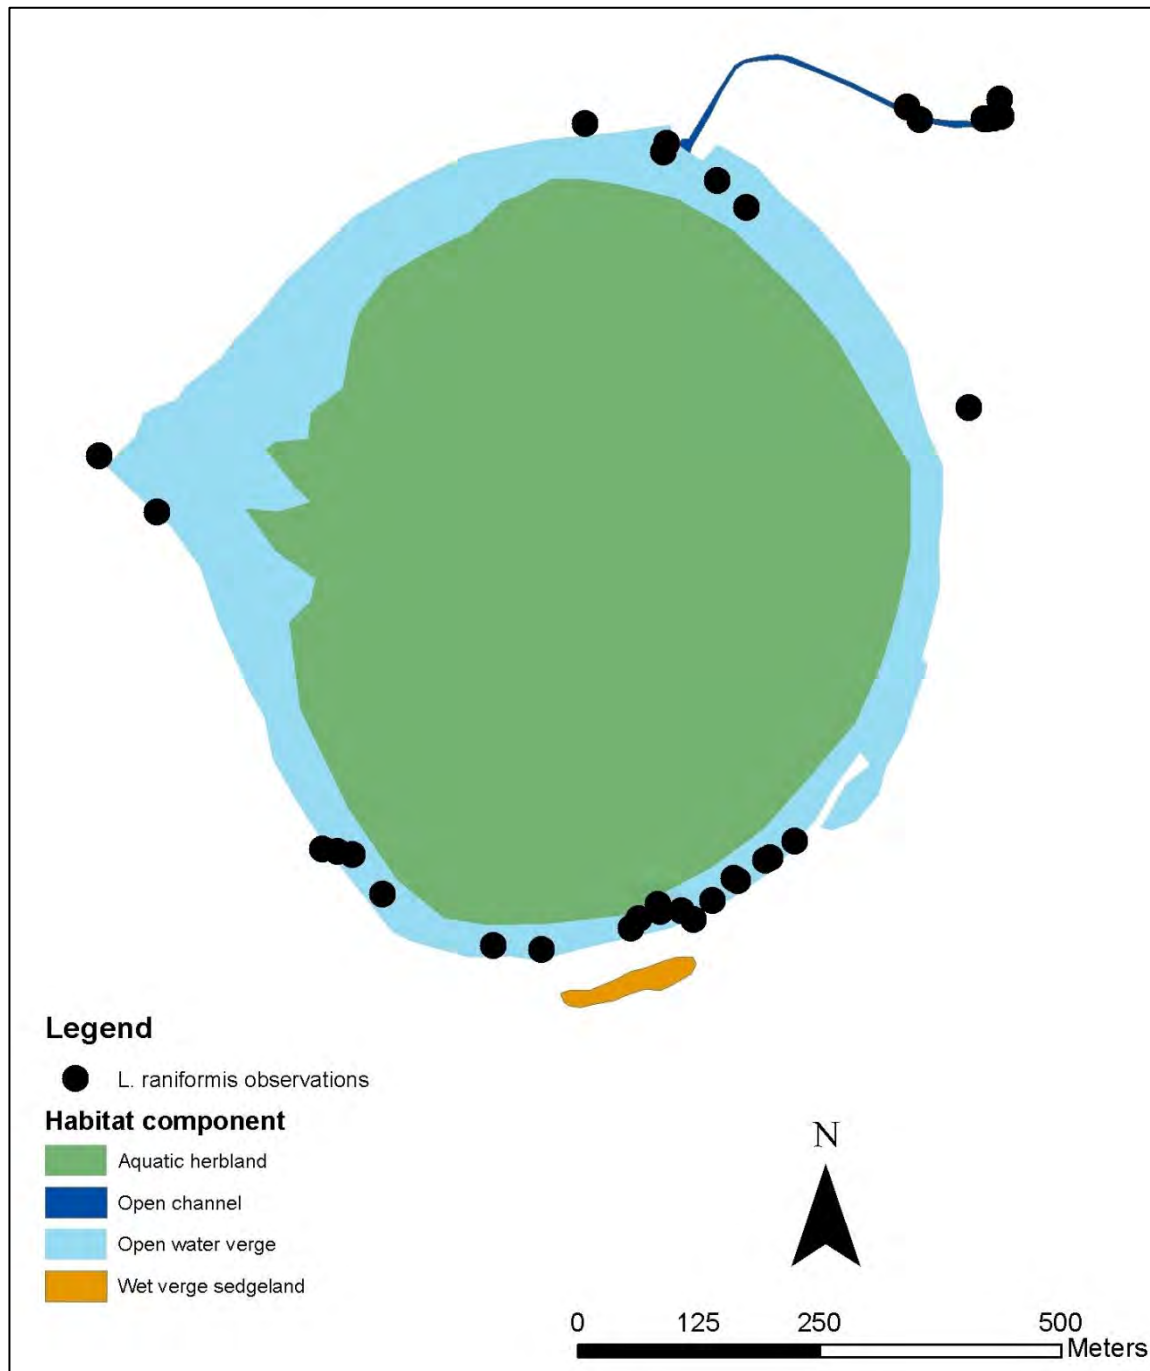 Legend
L. raniformis observations
Habitat component
Aquatic herbland
Open channel
Open water verge
Wet verge sedgeland
N
0 125 250 500
Meters